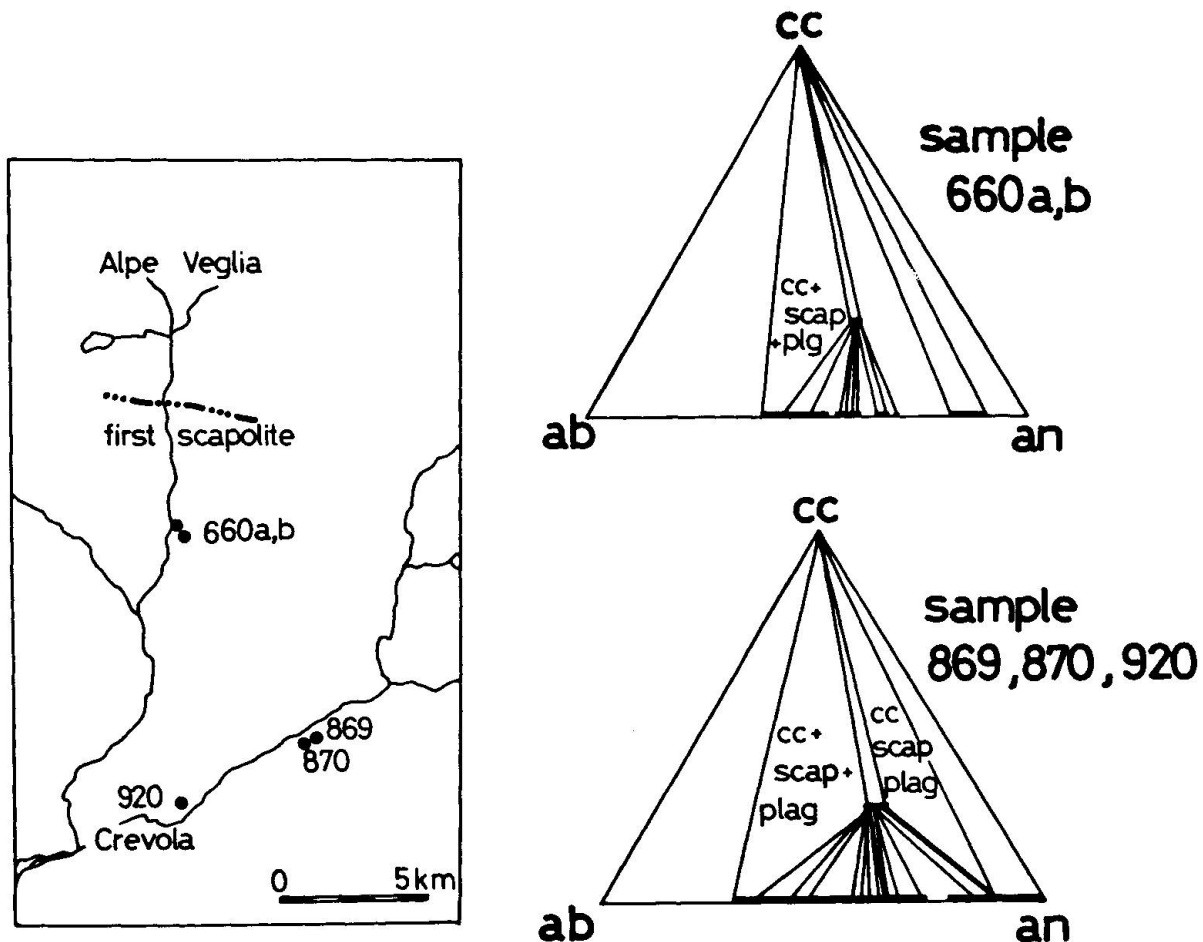 Alpe Veglia
first scapolite
660a,b
869
870
920
Crevola
0 5km
cc
sample
660a,b
cc+
scap
+plg
ab an
cc
sample
869,870,920
cc+
scap+
plag
cc
scap
plag
ab an